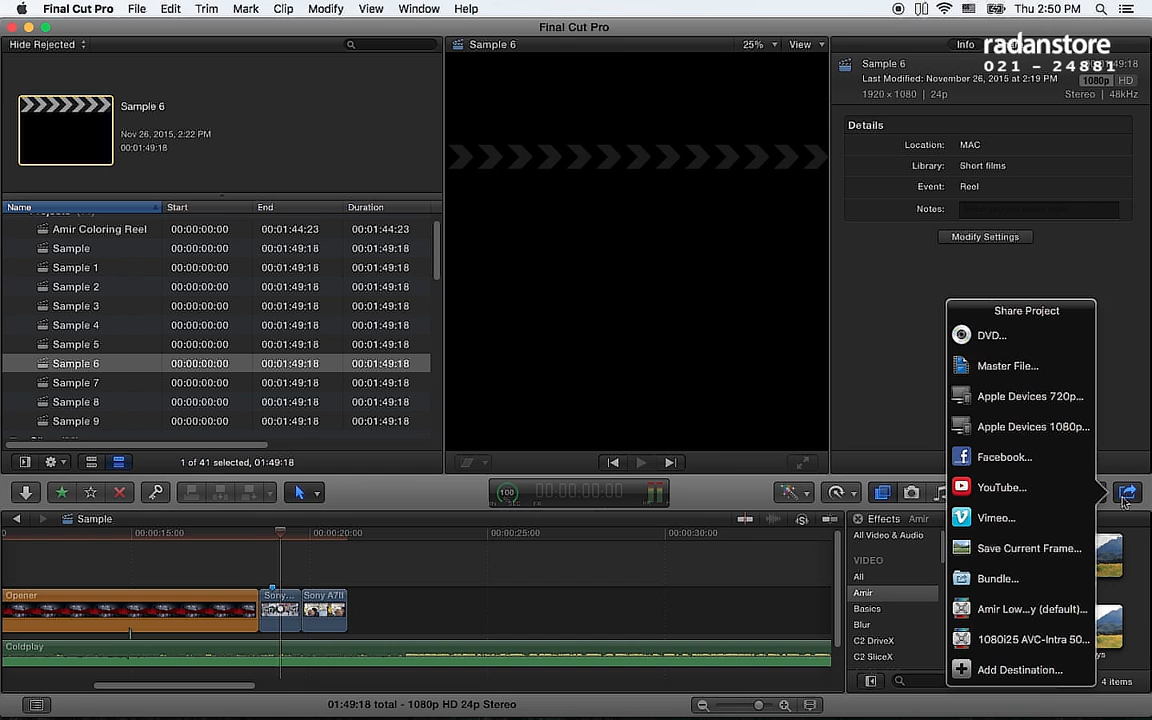 Final Cut Pro File Edit Trim Mark Clip Modify View Window Help Thu 2:50 PM
Final Cut Pro
Hide Rejected
Sample 6 25% View
Info
radanstore
021 - 24881
Sample 6
Nov 26, 2015, 2:22 PM
00:01:49:18
Sample 6
Last Modified: November 26, 2015 at 2:19 PM 1080p HD
1920 x 1080 | 24p Stereo | 48kHz
Details
Location: MAC
Library: Short films
Event: Reel
Notes:
Modify Settings
Name Start End Duration
Amir Coloring Reel 00:00:00:00 00:01:44:23 00:01:44:23
Sample 00:00:00:00 00:01:49:18 00:01:49:18
Sample 1 00:00:00:00 00:01:49:18 00:01:49:18
Sample 2 00:00:00:00 00:01:49:18 00:01:49:18
Sample 3 00:00:00:00 00:01:49:18 00:01:49:18
Sample 4 00:00:00:00 00:01:49:18 00:01:49:18
Sample 5 00:00:00:00 00:01:49:18 00:01:49:18
Sample 6 00:00:00:00 00:01:49:18 00:01:49:18
Sample 7 00:00:00:00 00:01:49:18 00:01:49:18
Sample 8 00:00:00:00 00:01:49:18 00:01:49:18
Sample 9 00:00:00:00 00:01:49:18 00:01:49:18
1 of 41 selected, 01:49:18
Share Project
DVD...
Master File...
Apple Devices 720p...
Apple Devices 1080p...
Facebook...
YouTube...
Vimeo...
Save Current Frame...
Bundle...
Amir Low...y (default)...
1080i25 AVC-Intra 50...
Add Destination...
100 00:00:00:00
HR MIN SEC FR
Sample
00:00:15:00 00:00:20:00 00:00:25:00 00:00:30:00
Opener Sony... Sony A7II
Coldplay
Effects Amir
All Video & Audio
VIDEO
All
Amir
Basics
Blur
C2 DriveX
C2 SliceX
4 items
01:49:18 total - 1080p HD 24p Stereo